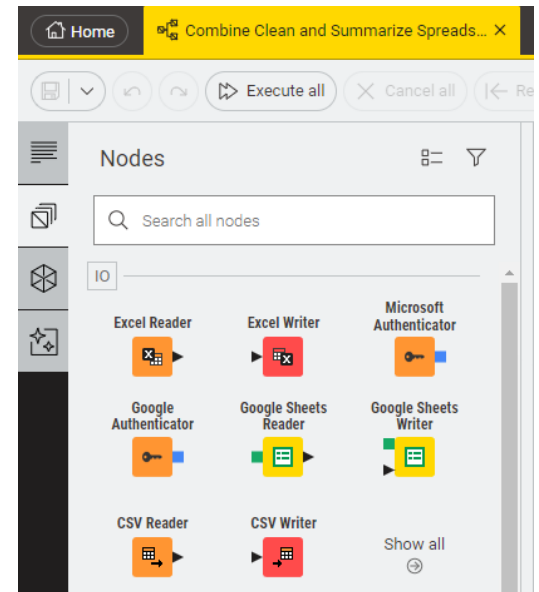 Home
Combine Clean and Summarize Spreads...
Execute all
Cancel all
Re
Nodes
Search all nodes
IO
Excel Reader
Excel Writer
Microsoft
Authenticator
Google
Authenticator
Google Sheets
Reader
Google Sheets
Writer
CSV Reader
CSV Writer
Show all